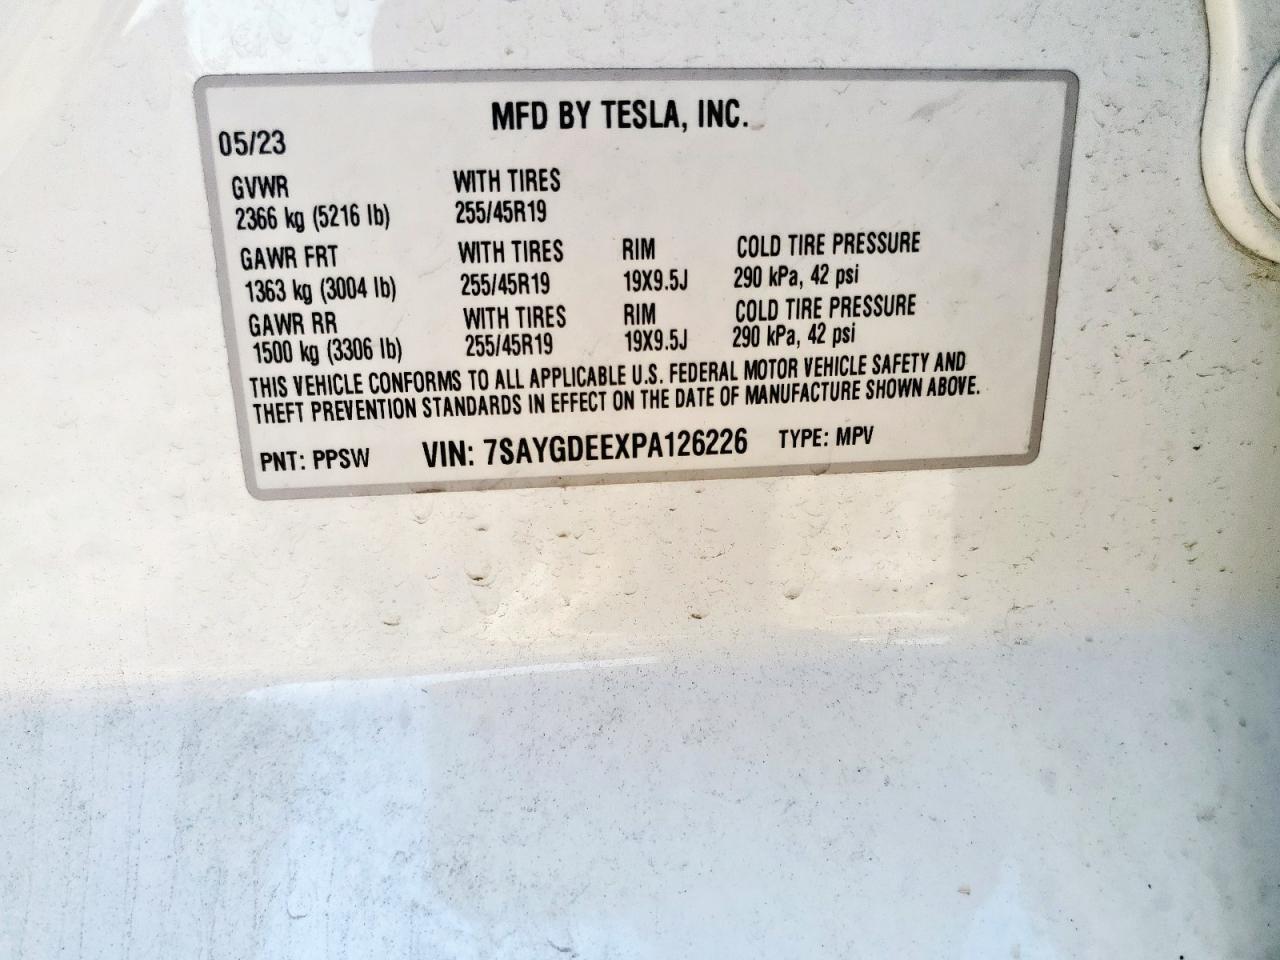 MFD BY TESLA, INC.
05/23
GVWR WITH TIRES
2366 kg (5216 lb) 255/45R19
GAWR FRT WITH TIRES RIM COLD TIRE PRESSURE
1363 kg (3004 lb) 255/45R19 19X9.5J 290 kPa, 42 psi
GAWR RR WITH TIRES RIM COLD TIRE PRESSURE
1500 kg (3306 lb) 255/45R19 19X9.5J 290 kPa, 42 psi
THIS VEHICLE CONFORMS TO ALL APPLICABLE U.S. FEDERAL MOTOR VEHICLE SAFETY AND
THEFT PREVENTION STANDARDS IN EFFECT ON THE DATE OF MANUFACTURE SHOWN ABOVE.
PNT: PPSW VIN: 7SAYGDEEXPA126226 TYPE: MPV